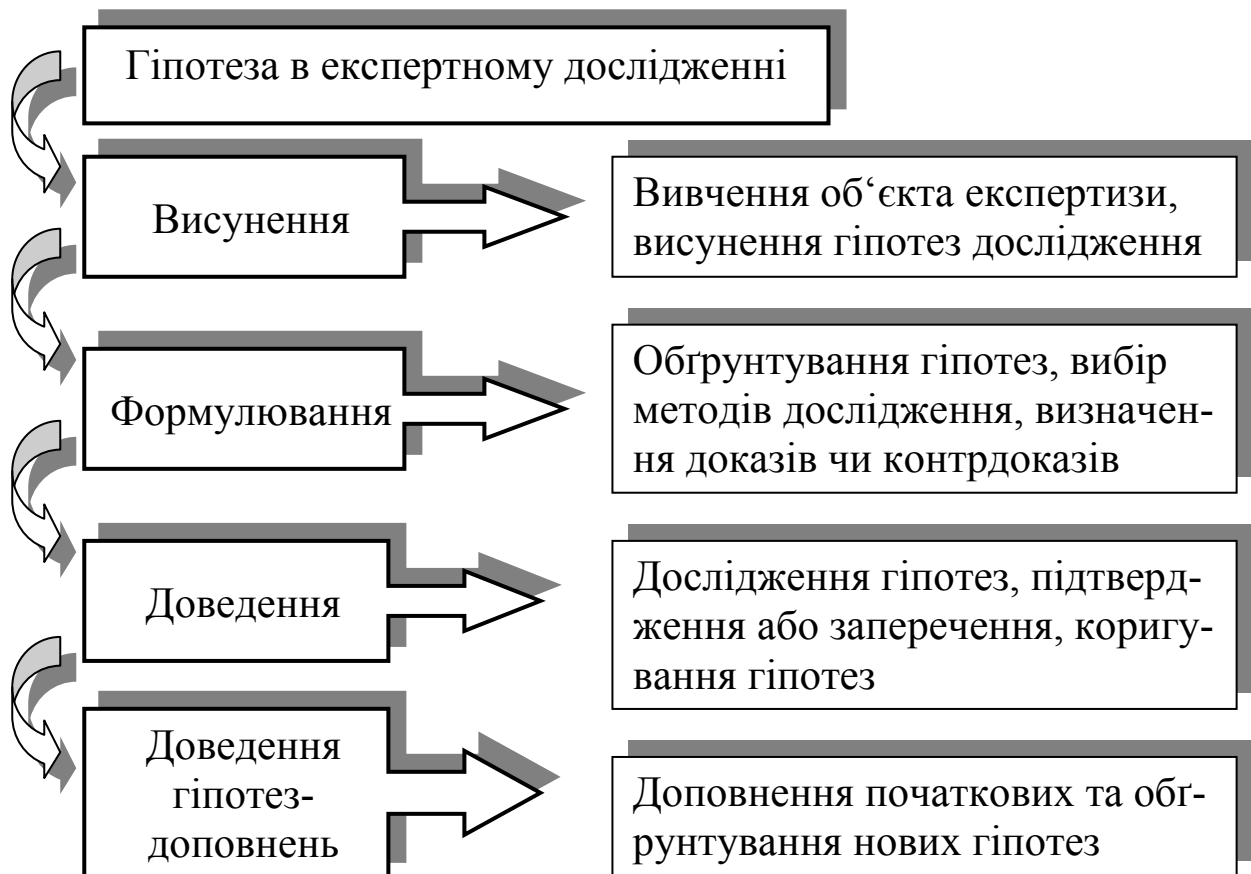 Гіпотеза в експертному дослідженні
Висунення
Вивчення об‘єкта експертизи,
висунення гіпотез дослідження
Формулювання
Обґрунтування гіпотез, вибір
методів дослідження, визначен-
ня доказів чи контрдоказів
Доведення
Дослідження гіпотез, підтверд-
ження або заперечення, коригу-
вання гіпотез
Доведення
гіпотез-
доповнень
Доповнення початкових та обґ-
рунтування нових гіпотез